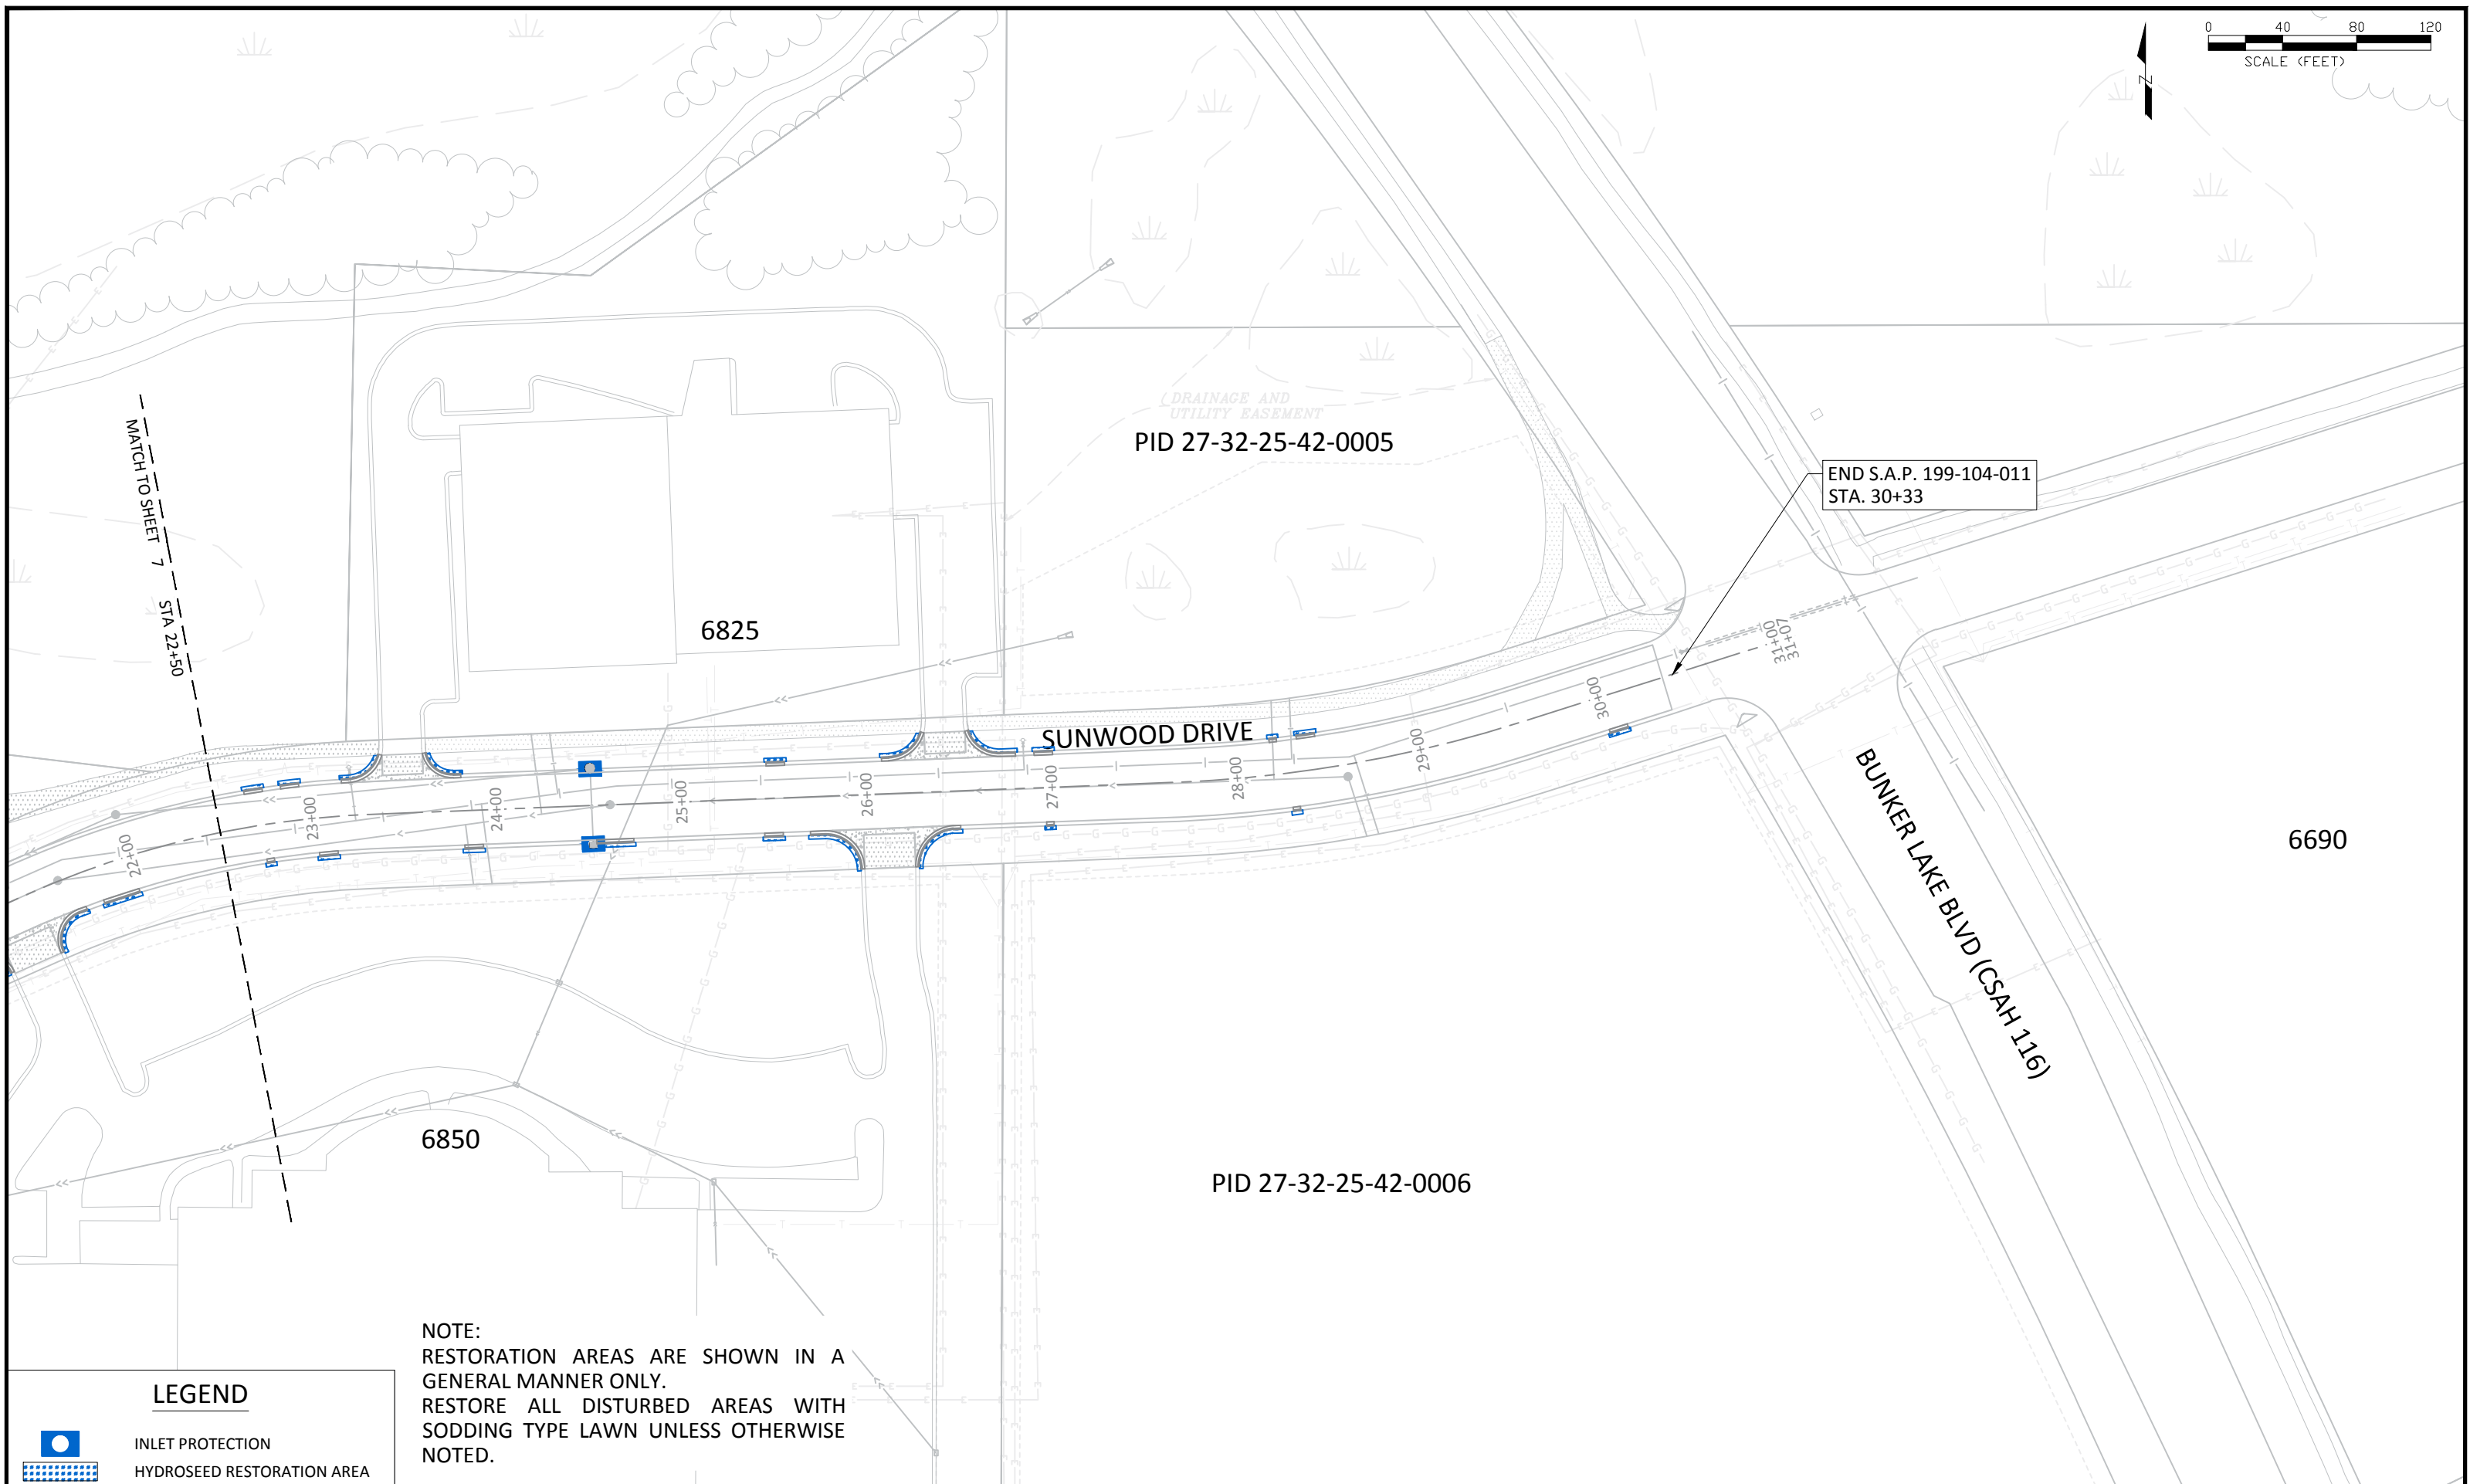 0 40 80 120
SCALE (FEET)
N
DRAINAGE AND
UTILITY EASEMENT
PID 27-32-25-42-0005
END S.A.P. 199-104-011
STA. 30+33
MATCH TO SHEET 7 STA 22+50
6825
SUNWOOD DRIVE
22+00
23+00
24+00
25+00
26+00
27+00
28+00
29+00
30+00
31+00
31+07
BUNKER LAKE BLVD (CSAH 116)
6690
6850
PID 27-32-25-42-0006
NOTE:
RESTORATION AREAS ARE SHOWN IN A
GENERAL MANNER ONLY.
RESTORE ALL DISTURBED AREAS WITH
SODDING TYPE LAWN UNLESS OTHERWISE
NOTED.
LEGEND
INLET PROTECTION
HYDROSEED RESTORATION AREA